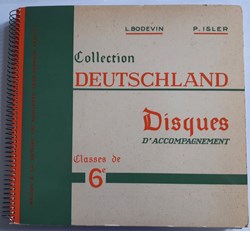 L. BODEVIN P. ISLER
Collection
DEUTSCHLAND
Disques
D'ACCOMPAGNEMENT
Classes de
6e